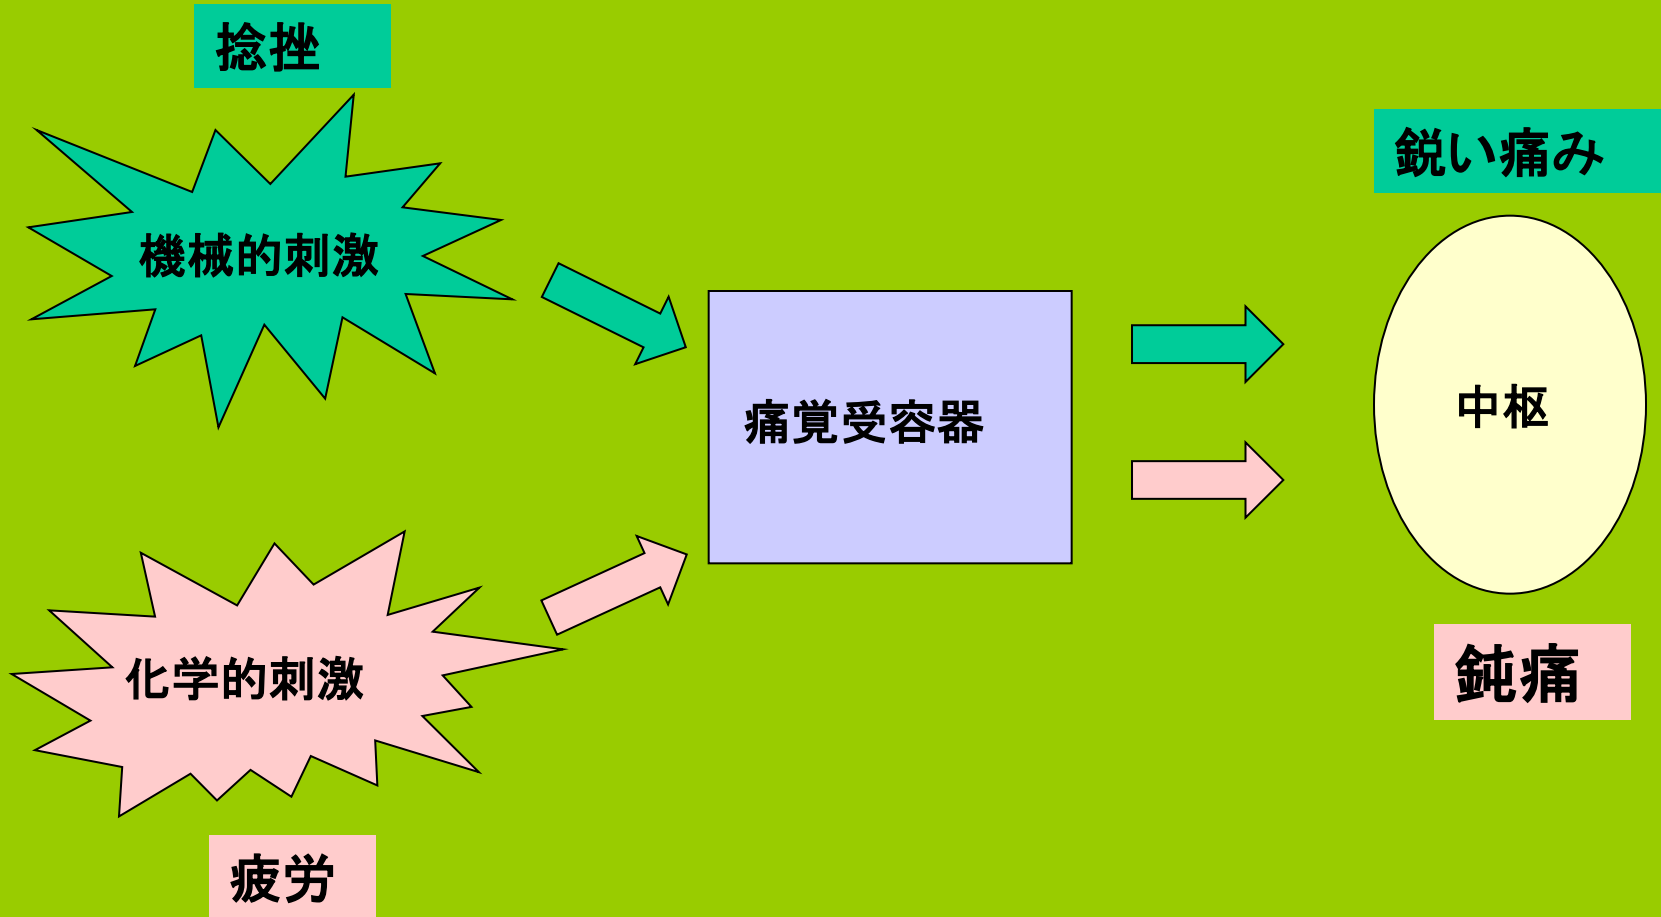 捻挫
機械的刺激
化学的刺激
疲労
痛覚受容器
鋭い痛み
中枢
鈍痛